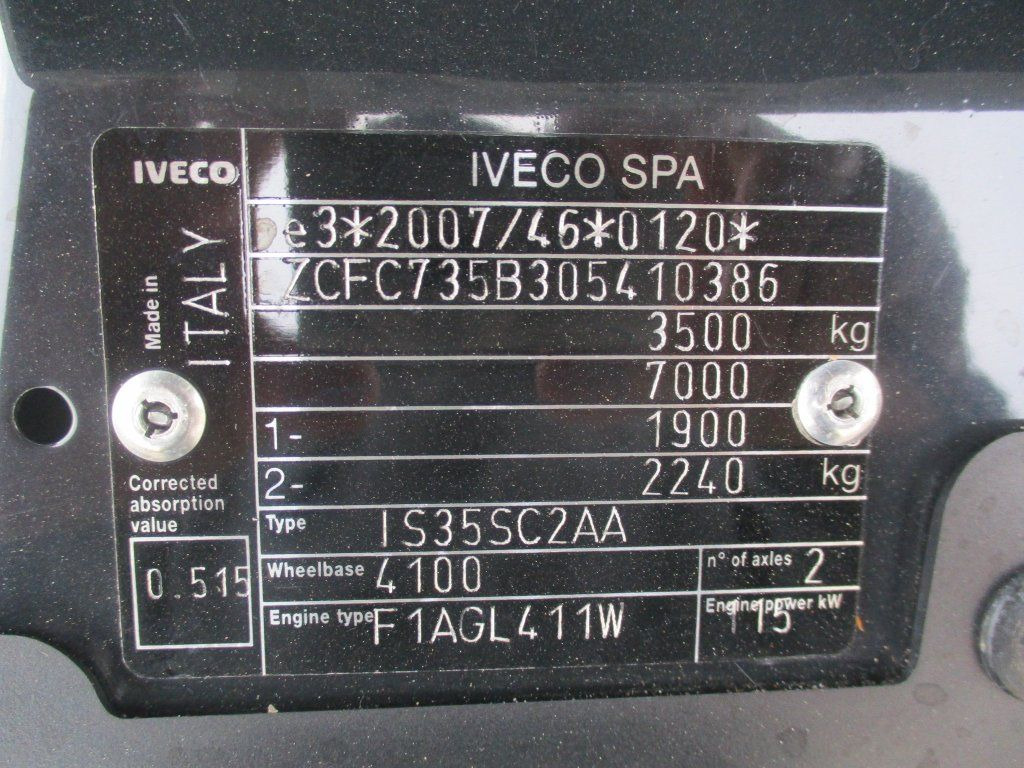 IVECO
IVECO SPA
e3*2007/46*0120*
ZCFC735B305410386
Made in
ITALY
3500 kg
7000
1- 1900
2- 2240 kg
Corrected
absorption
value
0.515
Type IS35SC2AA
Wheelbase 4100
n° of axles 2
Engine type F1AGL411W
Engine power kW
115